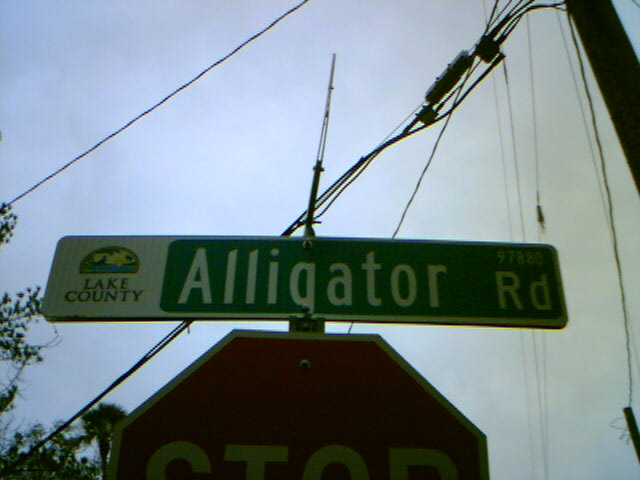 LAKE
COUNTY
Alligator Rd
97880
STOP